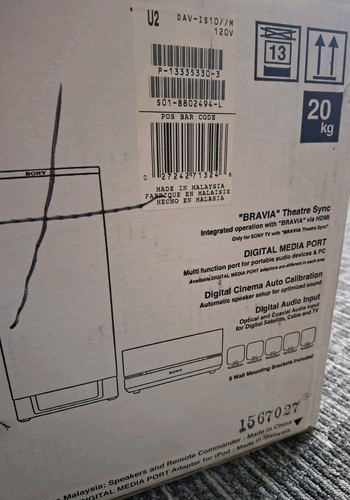 U2 DAV-IS10//M
120V
P-13335330-3
S01-8802494-L
POS BAR CODE
0 27242 71324 6
MADE IN MALAYSIA
FABRIQUE EN MALAISIE
HECHO EN MALASIA
13
20
kg
SONY
"BRAVIA" Theatre Sync
Integrated operation with "BRAVIA" via HDMI
Only for SONY TV with "BRAVIA Theatre Sync"
DIGITAL MEDIA PORT
Multi function port for portable audio devices & PC
Available DIGITAL MEDIA PORT adaptors are different in each area
Digital Cinema Auto Calibration
Automatic speaker setup for optimized sound
Digital Audio Input
Optical and Coaxial Audio Input
for Digital Satellite, Cable and TV
SONY
5 Wall Mounting Brackets Included
1567027
Malaysia: Speakers and Remote Commander : Made in China
DIGITAL MEDIA PORT Adapter for iPod : Made in Malaysia